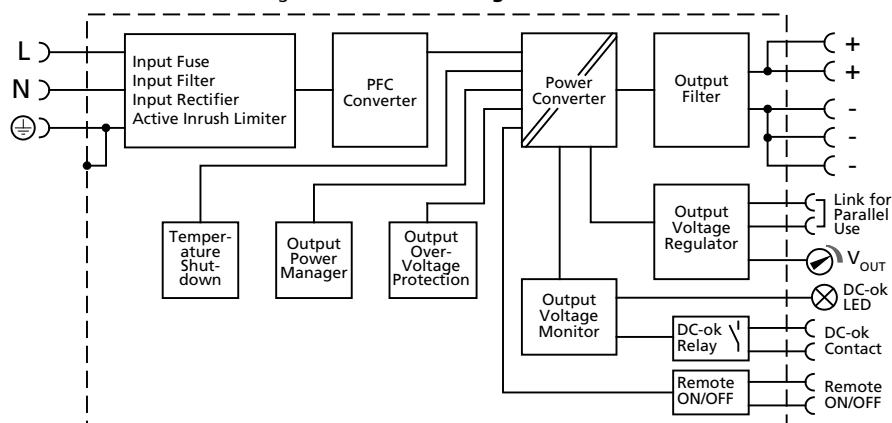 L
N
Input Fuse
Input Filter
Input Rectifier
Active Inrush Limiter
PFC
Converter
Power
Converter
Output
Filter
+
+
-
-
-
Temper-
ature
Shut-
down
Output
Power
Manager
Output
Over-
Voltage
Protection
Output
Voltage
Regulator
Link for
Parallel
Use
VOUT
Output
Voltage
Monitor
DC-ok
LED
DC-ok
Relay
DC-ok
Contact
Remote
ON/OFF
Remote
ON/OFF